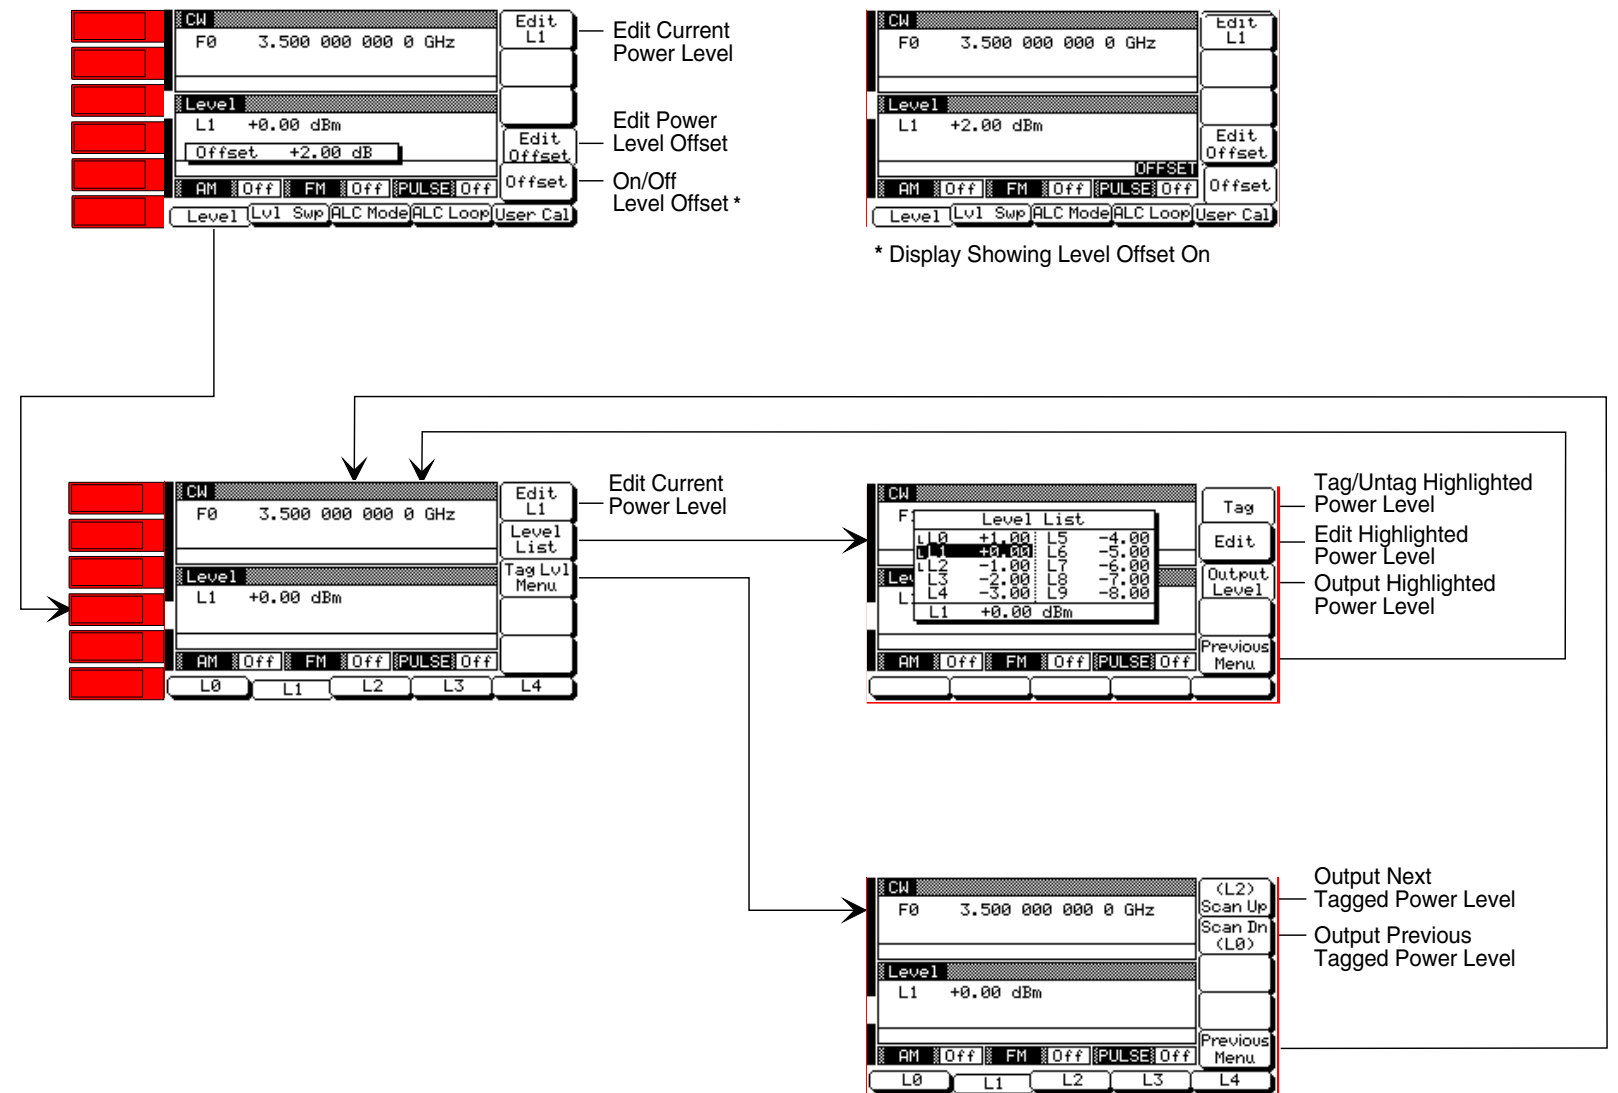 CW
F0 3.500 000 000 0 GHz
Level
L1 +0.00 dBm
Offset +2.00 dB
AM Off FM Off PULSE Off
Level Lvl Swp ALC Mode ALC Loop User Cal
Edit
L1
Edit
Offset
Offset
Edit Current
Power Level
Edit Power
Level Offset
On/Off
Level Offset *
CW
F0 3.500 000 000 0 GHz
Level
L1 +2.00 dBm
OFFSET
AM Off FM Off PULSE Off
Level Lvl Swp ALC Mode ALC Loop User Cal
Edit
L1
Edit
Offset
Offset
* Display Showing Level Offset On
CW
F0 3.500 000 000 0 GHz
Level
L1 +0.00 dBm
AM Off FM Off PULSE Off
L0 L1 L2 L3 L4
Edit
L1
Level
List
Tag Lvl
Menu
Edit Current
Power Level
CW
F
Level List
L L0 +1.00 L5 -4.00
L L1 +0.00 L6 -5.00
L L2 -1.00 L7 -6.00
L3 -2.00 L8 -7.00
L4 -3.00 L9 -8.00
L1 +0.00 dBm
Lev
L
AM Off FM Off PULSE Off
Tag
Edit
Output
Level
Previous
Menu
Tag/Untag Highlighted
Power Level
Edit Highlighted
Power Level
Output Highlighted
Power Level
CW
F0 3.500 000 000 0 GHz
Level
L1 +0.00 dBm
AM Off FM Off PULSE Off
L0 L1 L2 L3 L4
(L2)
Scan Up
Scan Dn
(L0)
Previous
Menu
Output Next
Tagged Power Level
Output Previous
Tagged Power Level